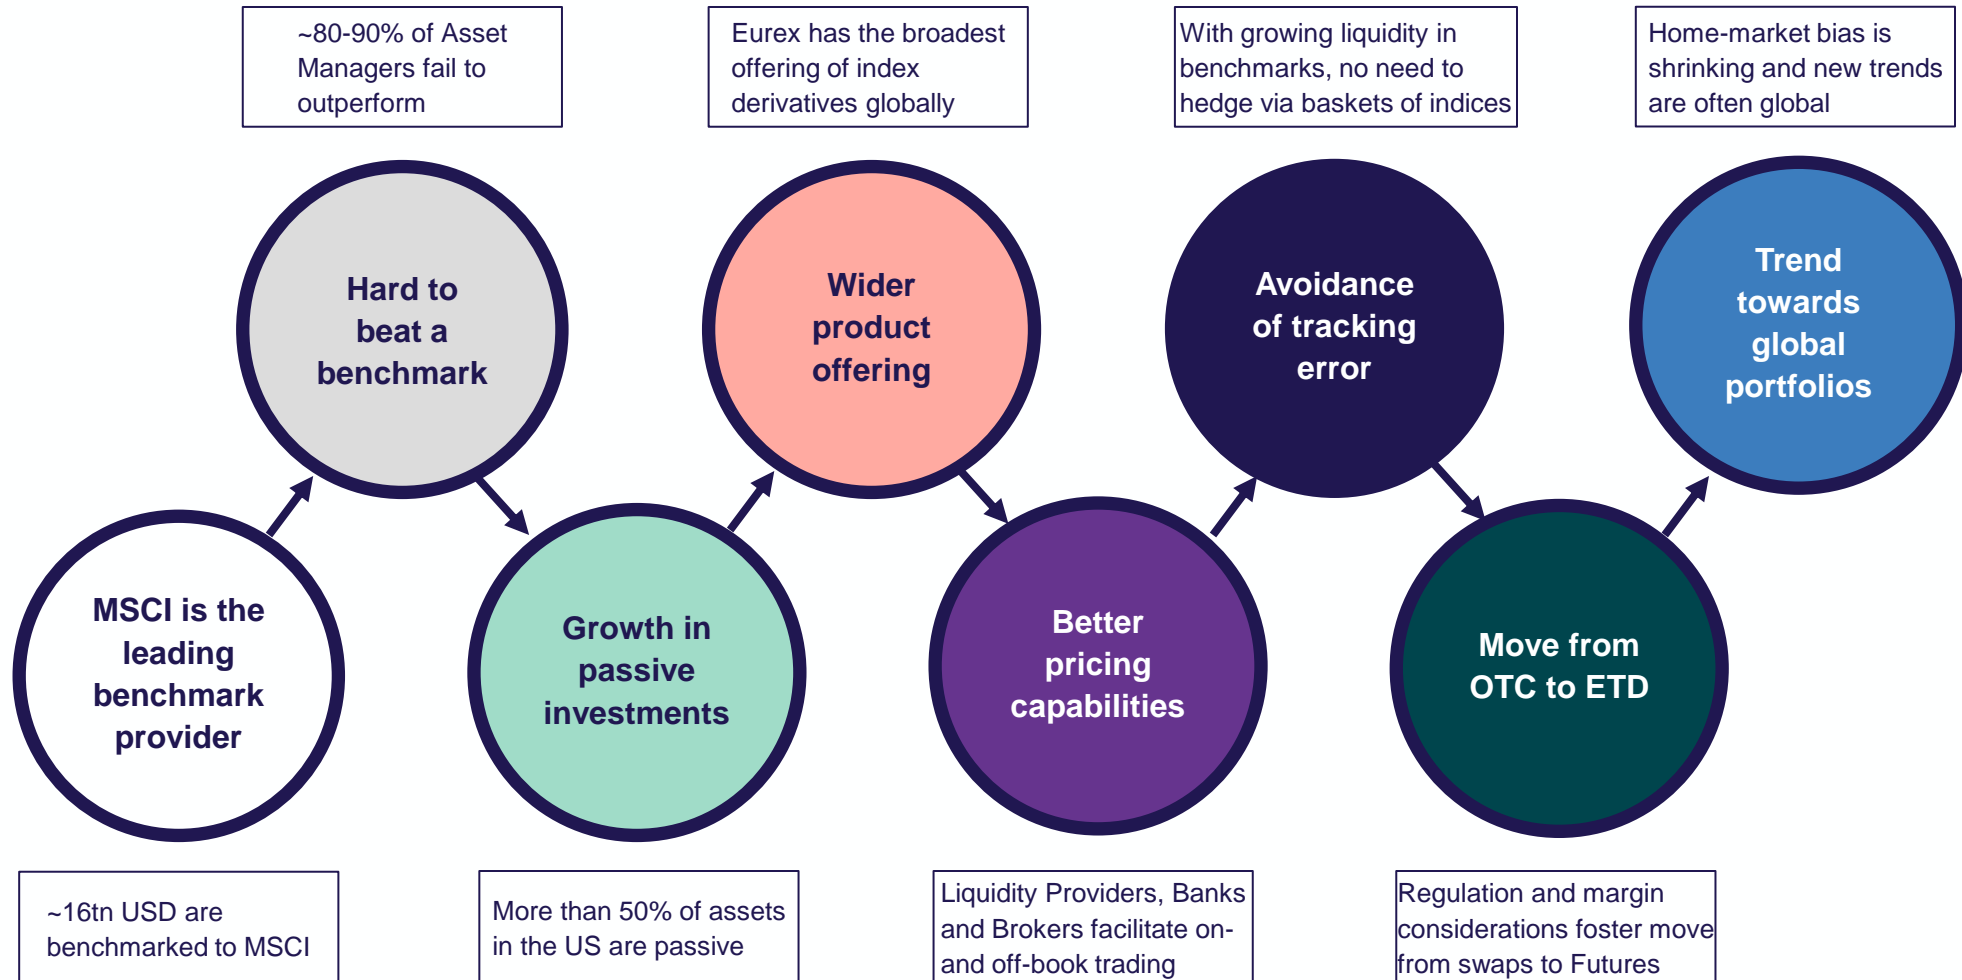 ~80-90% of Asset
Managers fail to
outperform
Eurex has the broadest
offering of index
derivatives globally
With growing liquidity in
benchmarks, no need to
hedge via baskets of indices
Home-market bias is
shrinking and new trends
are often global
Hard to
beat a
benchmark
Wider
product
offering
Avoidance
of tracking
error
Trend
towards
global
portfolios
MSCI is the
leading
benchmark
provider
Growth in
passive
investments
Better
pricing
capabilities
Move from
OTC to ETD
~16tn USD are
benchmarked to MSCI
More than 50% of assets
in the US are passive
Liquidity Providers, Banks
and Brokers facilitate on-
and off-book trading
Regulation and margin
considerations foster move
from swaps to Futures